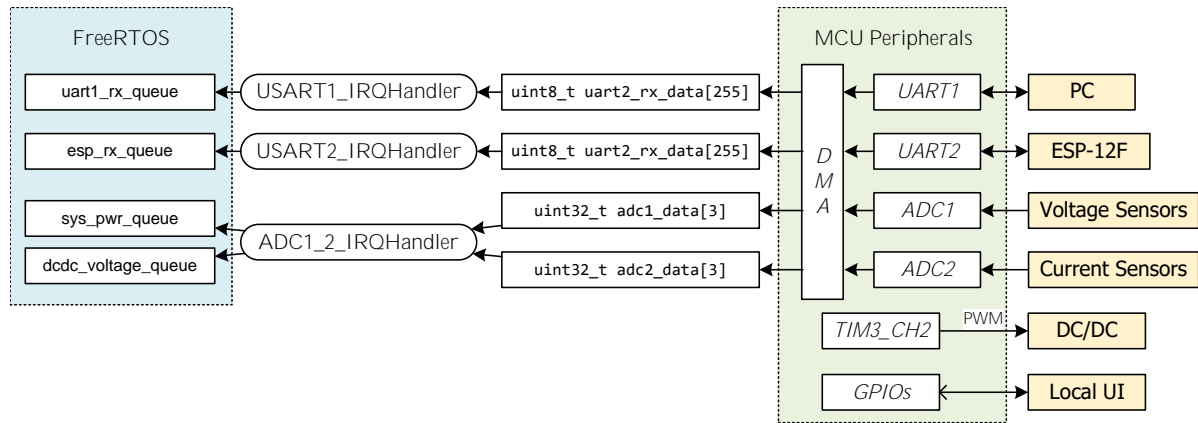 FreeRTOS
MCU Peripherals
uart1_rx_queue
USART1_IRQHandler
uint8_t uart2_rx_data[255]
UART1
PC
esp_rx_queue
USART2_IRQHandler
uint8_t uart2_rx_data[255]
DMA
UART2
ESP-12F
sys_pwr_queue
dcdc_voltage_queue
ADC1_2_IRQHandler
uint32_t adc1_data[3]
ADC1
Voltage Sensors
uint32_t adc2_data[3]
ADC2
Current Sensors
TIM3_CH2
PWM
DC/DC
GPIOs
Local UI